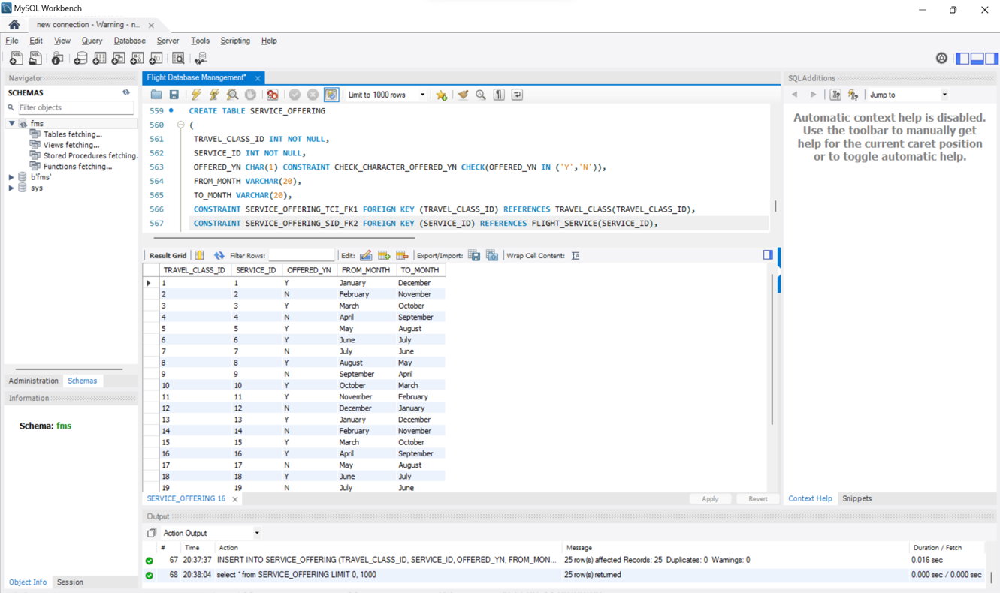 MySQL Workbench
new connection - Warning - n...
File Edit View Query Database Server Tools Scripting Help
Navigator
SCHEMAS
Filter objects
fms
Tables fetching...
Views fetching...
Stored Procedures fetching.
Functions fetching...
b'fms'
sys
Administration Schemas
Information
Schema: fms
Object Info Session
Flight Database Management*
Limit to 1000 rows
559 CREATE TABLE SERVICE_OFFERING
560 (
561 TRAVEL_CLASS_ID INT NOT NULL,
562 SERVICE_ID INT NOT NULL,
563 OFFERED_YN CHAR(1) CONSTRAINT CHECK_CHARACTER_OFFERED_YN CHECK(OFFERED_YN IN ('Y','N')),
564 FROM_MONTH VARCHAR(20),
565 TO_MONTH VARCHAR(20),
566 CONSTRAINT SERVICE_OFFERING_TCI_FK1 FOREIGN KEY (TRAVEL_CLASS_ID) REFERENCES TRAVEL_CLASS(TRAVEL_CLASS_ID),
567 CONSTRAINT SERVICE_OFFERING_SID_FK2 FOREIGN KEY (SERVICE_ID) REFERENCES FLIGHT_SERVICE(SERVICE_ID),
Result Grid Filter Rows: Edit: Export/Import: Wrap Cell Content:
TRAVEL_CLASS_ID SERVICE_ID OFFERED_YN FROM_MONTH TO_MONTH
1 1 Y January December
2 2 N February November
3 3 Y March October
4 4 N April September
5 5 Y May August
6 6 Y June July
7 7 N July June
8 8 Y August May
9 9 N September April
10 10 Y October March
11 11 Y November February
12 12 N December January
13 13 Y January December
14 14 N February November
15 15 Y March October
16 16 Y April September
17 17 N May August
18 18 Y June July
19 19 N July June
SERVICE_OFFERING 16 Apply Revert
SQLAdditions
Jump to
Automatic context help is disabled.
Use the toolbar to manually get
help for the current caret position
or to toggle automatic help.
Context Help Snippets
Output
Action Output
# Time Action Message Duration / Fetch
67 20:37:37 INSERT INTO SERVICE_OFFERING (TRAVEL_CLASS_ID, SERVICE_ID, OFFERED_YN, FROM_MON... 25 row(s) affected Records: 25 Duplicates: 0 Warnings: 0 0.016 sec
68 20:38:04 select * from SERVICE_OFFERING LIMIT 0, 1000 25 row(s) returned 0.000 sec / 0.000 sec